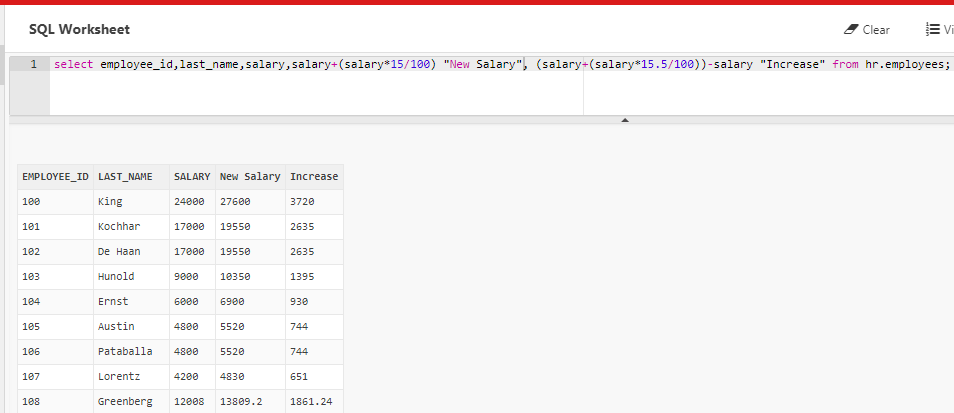 SQL Worksheet
Clear
Vi
1 select employee_id,last_name,salary,salary+(salary*15/100) "New Salary", (salary+(salary*15.5/100))-salary "Increase" from hr.employees;
EMPLOYEE_ID LAST_NAME SALARY New Salary Increase
100 King 24000 27600 3720
101 Kochhar 17000 19550 2635
102 De Haan 17000 19550 2635
103 Hunold 9000 10350 1395
104 Ernst 6000 6900 930
105 Austin 4800 5520 744
106 Pataballa 4800 5520 744
107 Lorentz 4200 4830 651
108 Greenberg 12008 13809.2 1861.24